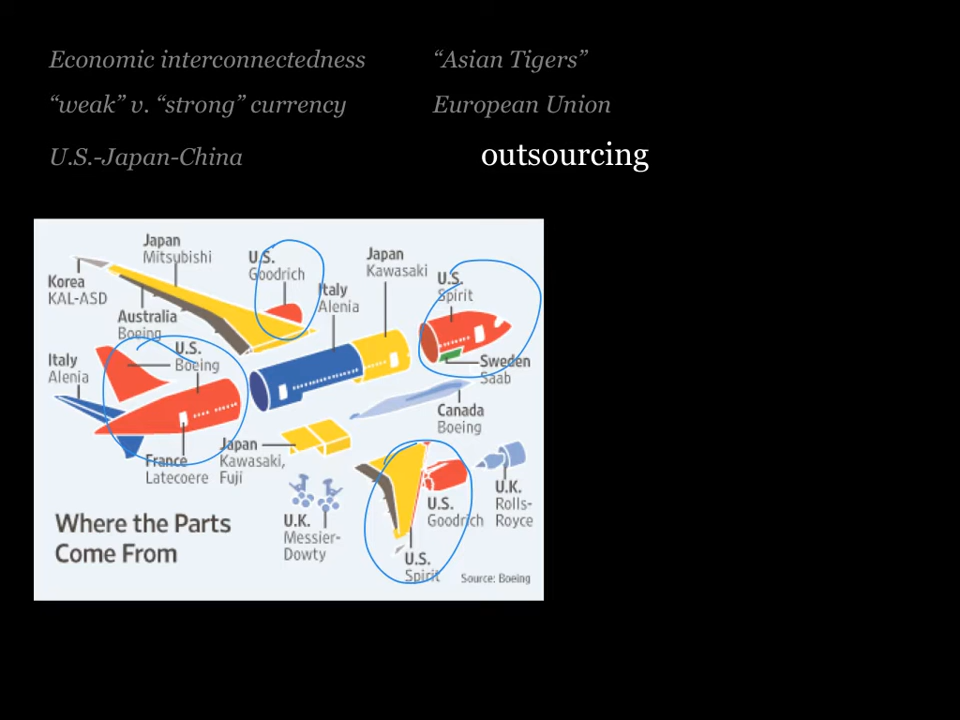 Economic interconnectedness
“Asian Tigers”
“weak” v. “strong” currency
European Union
U.S.-Japan-China
outsourcing
Japan
Mitsubishi
U.S.
Goodrich
Japan
Kawasaki
Korea
KAL-ASD
Italy
Alenia
U.S.
Spirit
Australia
Boeing
Italy
Alenia
U.S.
Boeing
Sweden
Saab
Canada
Boeing
France
Latecoere
Japan
Kawasaki,
Fuji
U.K.
Messier-
Dowty
U.S.
Goodrich
U.K.
Rolls-
Royce
U.S.
Spirit
Where the Parts
Come From
Source: Boeing